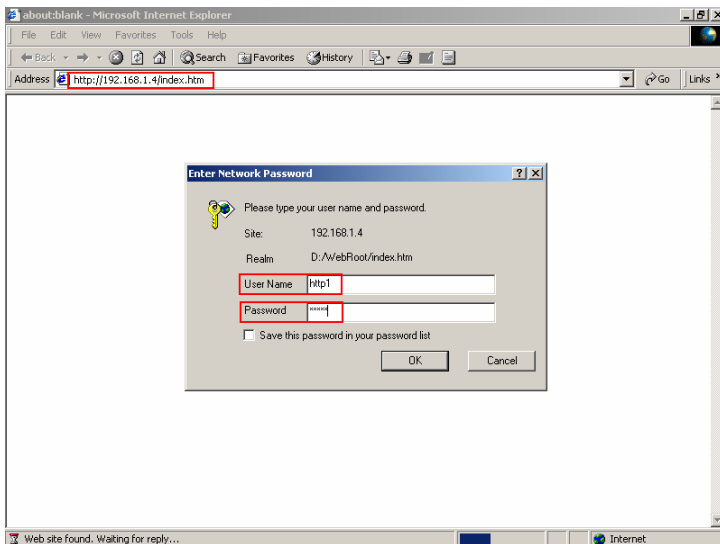 about:blank - Microsoft Internet Explorer
File Edit View Favorites Tools Help
Back Search Favorites History
Address http://192.168.1.4/index.htm Go Links »
Enter Network Password
Please type your user name and password.
Site: 192.168.1.4
Realm D:/WebRoot/index.htm
User Name http1
Password *****
Save this password in your password list
OK Cancel
Web site found. Waiting for reply... Internet